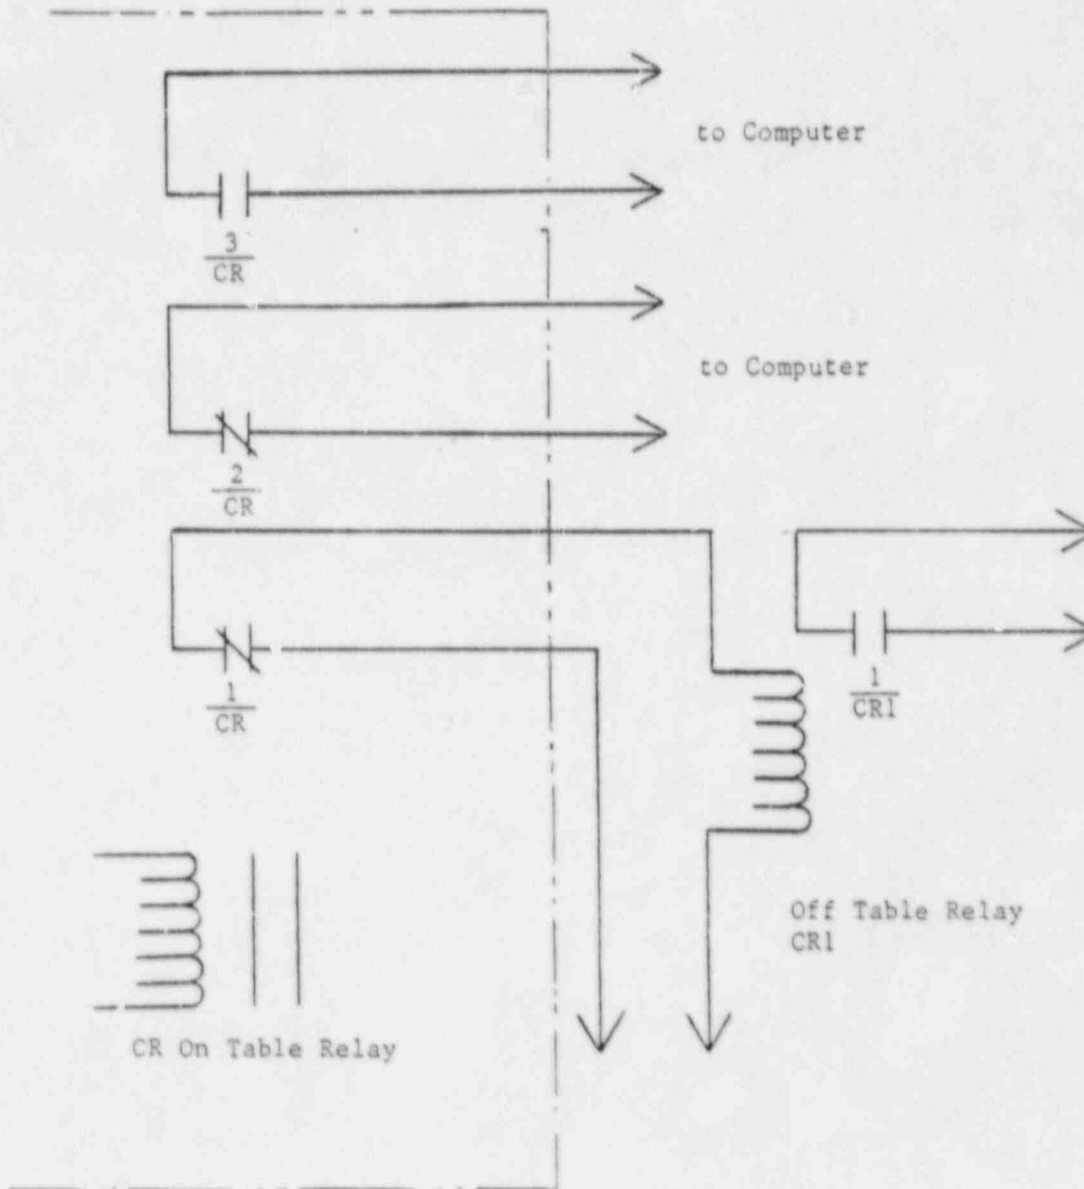 to Computer
3
CR
to Computer
2
CR
1
CR
1
CR1
Off Table Relay
CR1
CR On Table Relay